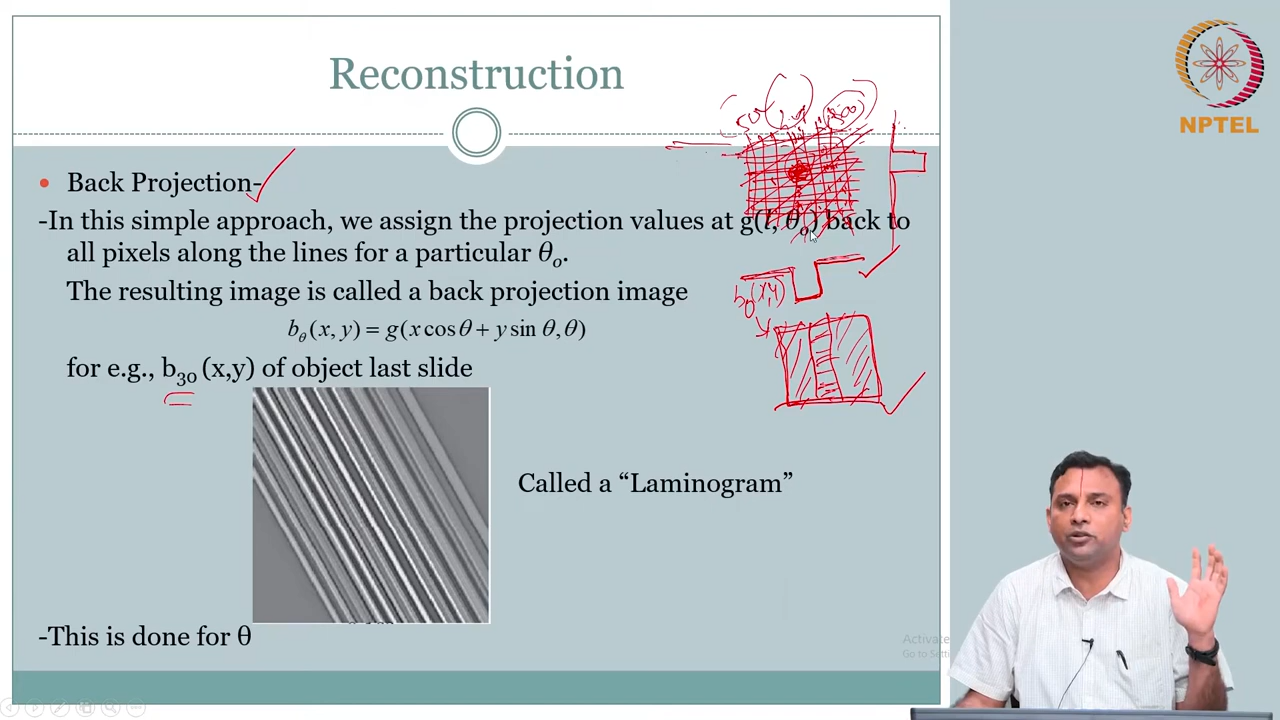 Reconstruction
NPTEL
• Back Projection-
-In this simple approach, we assign the projection values at g(l, θo) back to
all pixels along the lines for a particular θo.
The resulting image is called a back projection image
bθ(x, y) = g(x cosθ + y sin θ, θ)
bθ(x,y)
for e.g., b30 (x,y) of object last slide
Called a “Laminogram”
-This is done for θ
Activate
Go to Setti